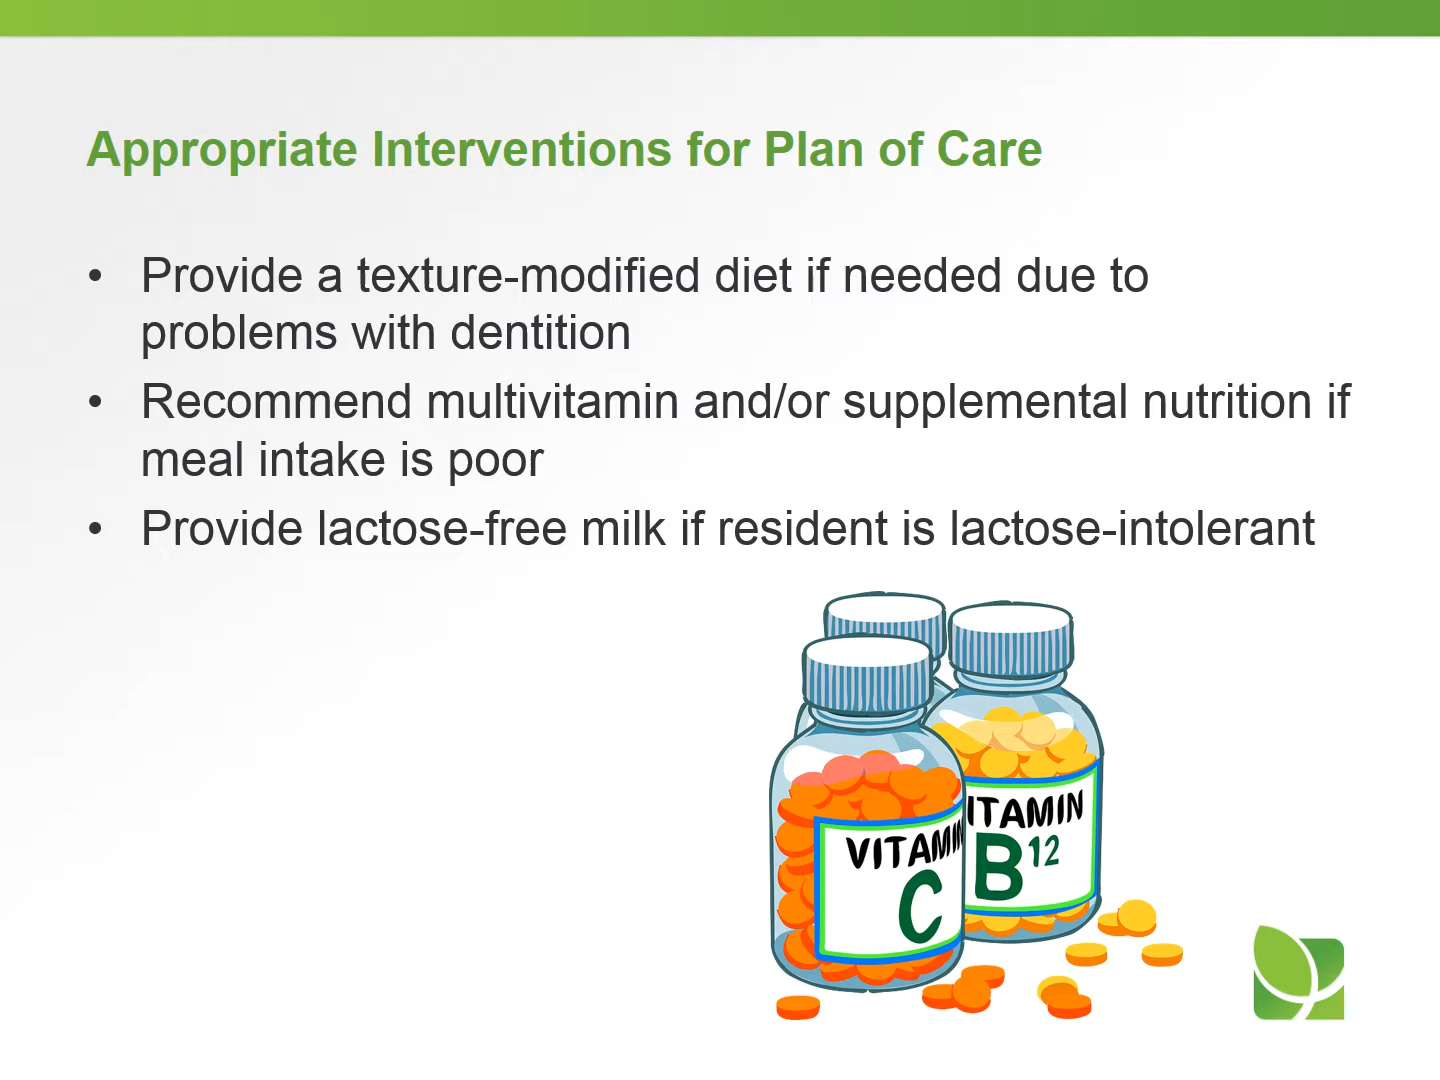 Appropriate Interventions for Plan of Care
• Provide a texture-modified diet if needed due to
problems with dentition
• Recommend multivitamin and/or supplemental nutrition if
meal intake is poor
• Provide lactose-free milk if resident is lactose-intolerant
VITAMIN
C
ITAMIN
B12